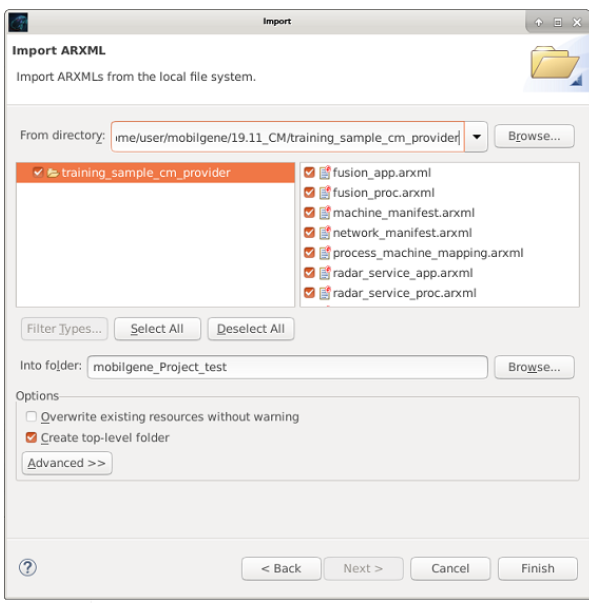 Import
Import ARXML
Import ARXMLs from the local file system.
From directory: ıme/user/mobilgene/19.11_CM/training_sample_cm_provider Browse...
training_sample_cm_provider
fusion_app.arxml
fusion_proc.arxml
machine_manifest.arxml
network_manifest.arxml
process_machine_mapping.arxml
radar_service_app.arxml
radar_service_proc.arxml
Filter Types... Select All Deselect All
Into folder: mobilgene_Project_test Browse...
Options
Overwrite existing resources without warning
Create top-level folder
Advanced >>
? < Back Next > Cancel Finish